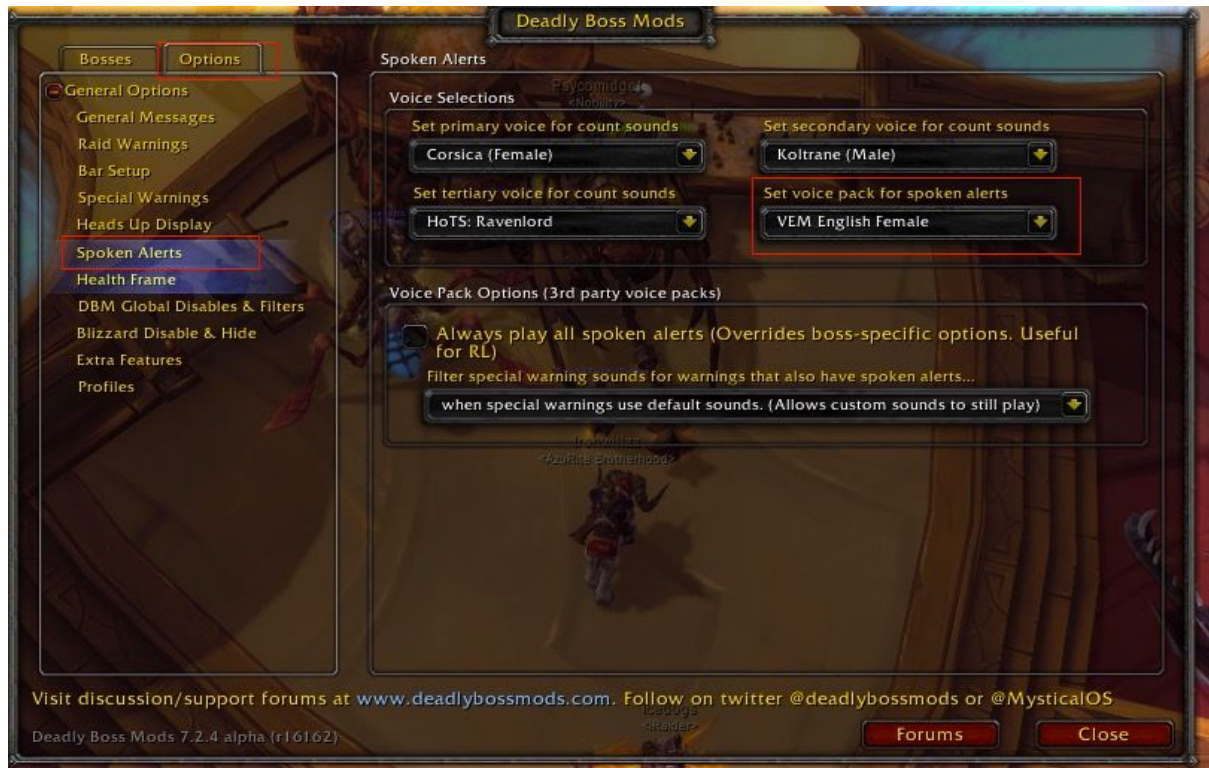 Deadly Boss Mods
Bosses
Options
General Options
General Messages
Raid Warnings
Bar Setup
Special Warnings
Heads Up Display
Spoken Alerts
Health Frame
DBM Global Disables & Filters
Blizzard Disable & Hide
Extra Features
Profiles
Spoken Alerts
Psycomidget
<Nobility>
Voice Selections
Set primary voice for count sounds
Corsica (Female)
Set secondary voice for count sounds
Koltrane (Male)
Set tertiary voice for count sounds
HoTS: Ravenlord
Set voice pack for spoken alerts
VEM English Female
Voice Pack Options (3rd party voice packs)
Always play all spoken alerts (Overrides boss-specific options. Useful
for RL)
Filter special warning sounds for warnings that also have spoken alerts...
when special warnings use default sounds. (Allows custom sounds to still play)
<AzuRite Brotherhood>
Visit discussion/support forums at www.deadlybossmods.com. Follow on twitter @deadlybossmods or @MysticalOS
Icedogs
<Raider>
Deadly Boss Mods 7.2.4 alpha (r16162)
Forums
Close